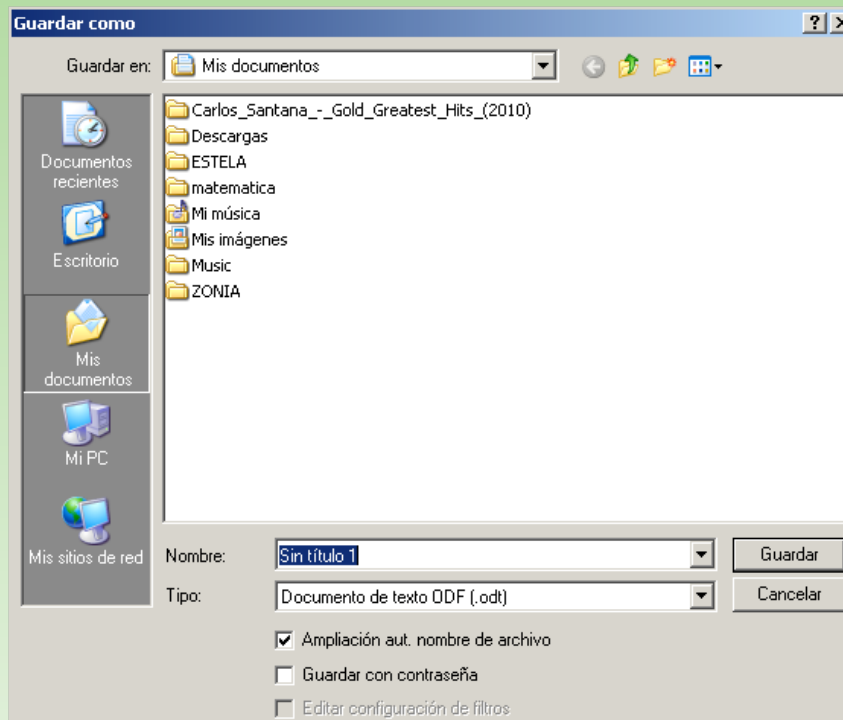 Guardar como
Guardar en:
Mis documentos
Carlos_Santana_-_Gold_Greatest_Hits_(2010)
Descargas
ESTELA
matematica
Mi música
Mis imágenes
Music
ZONIA
Documentos
recientes
Escritorio
Mis
documentos
Mi PC
Mis sitios de red
Nombre:
Sin título 1
Guardar
Tipo:
Documento de texto ODF (.odt)
Cancelar
Ampliación aut. nombre de archivo
Guardar con contraseña
Editar configuración de filtros